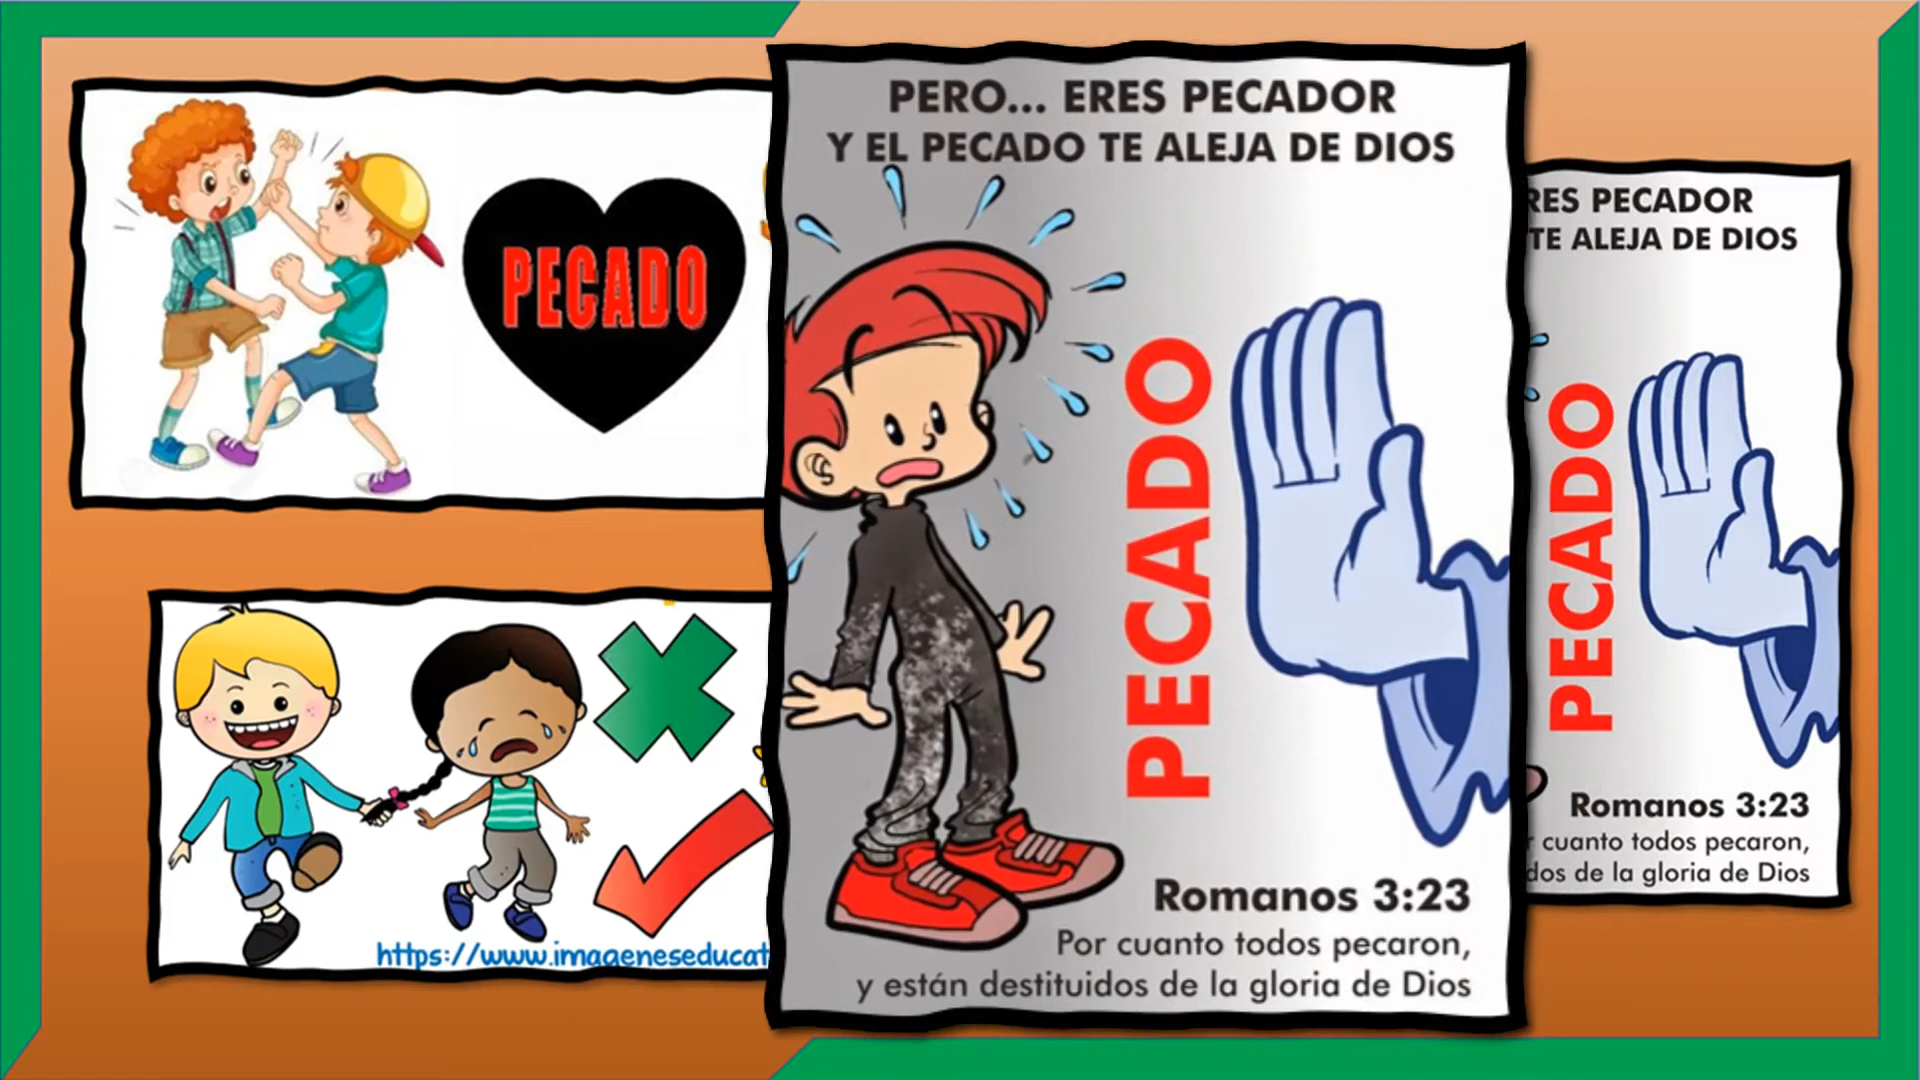 PECADO
https://www.imageneseducat
PERO... ERES PECADOR
Y EL PECADO TE ALEJA DE DIOS
PECADO
Romanos 3:23
Por cuanto todos pecaron,
y están destituidos de la gloria de Dios
RES PECADOR
TE ALEJA DE DIOS
PECADO
Romanos 3:23
r cuanto todos pecaron,
dos de la gloria de Dios